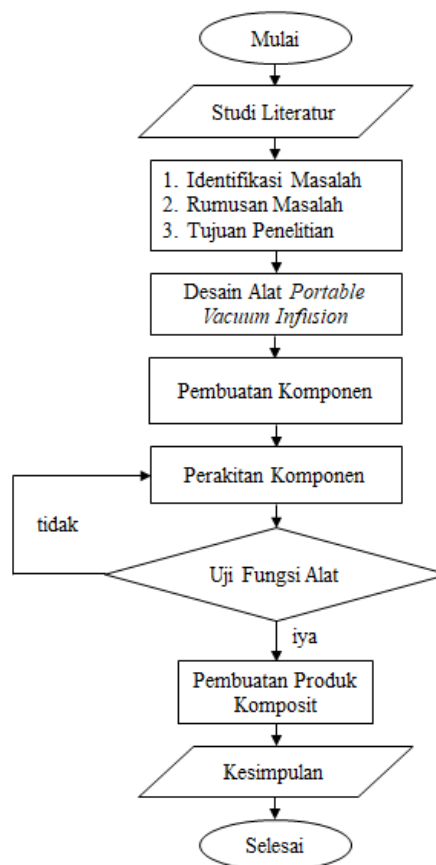 Mulai
Studi Literatur
1. Identifikasi Masalah
2. Rumusan Masalah
3. Tujuan Penelitian
Desain Alat Portable
Vacuum Infusion
Pembuatan Komponen
Perakitan Komponen
tidak
Uji Fungsi Alat
iya
Pembuatan Produk
Komposit
Kesimpulan
Selesai